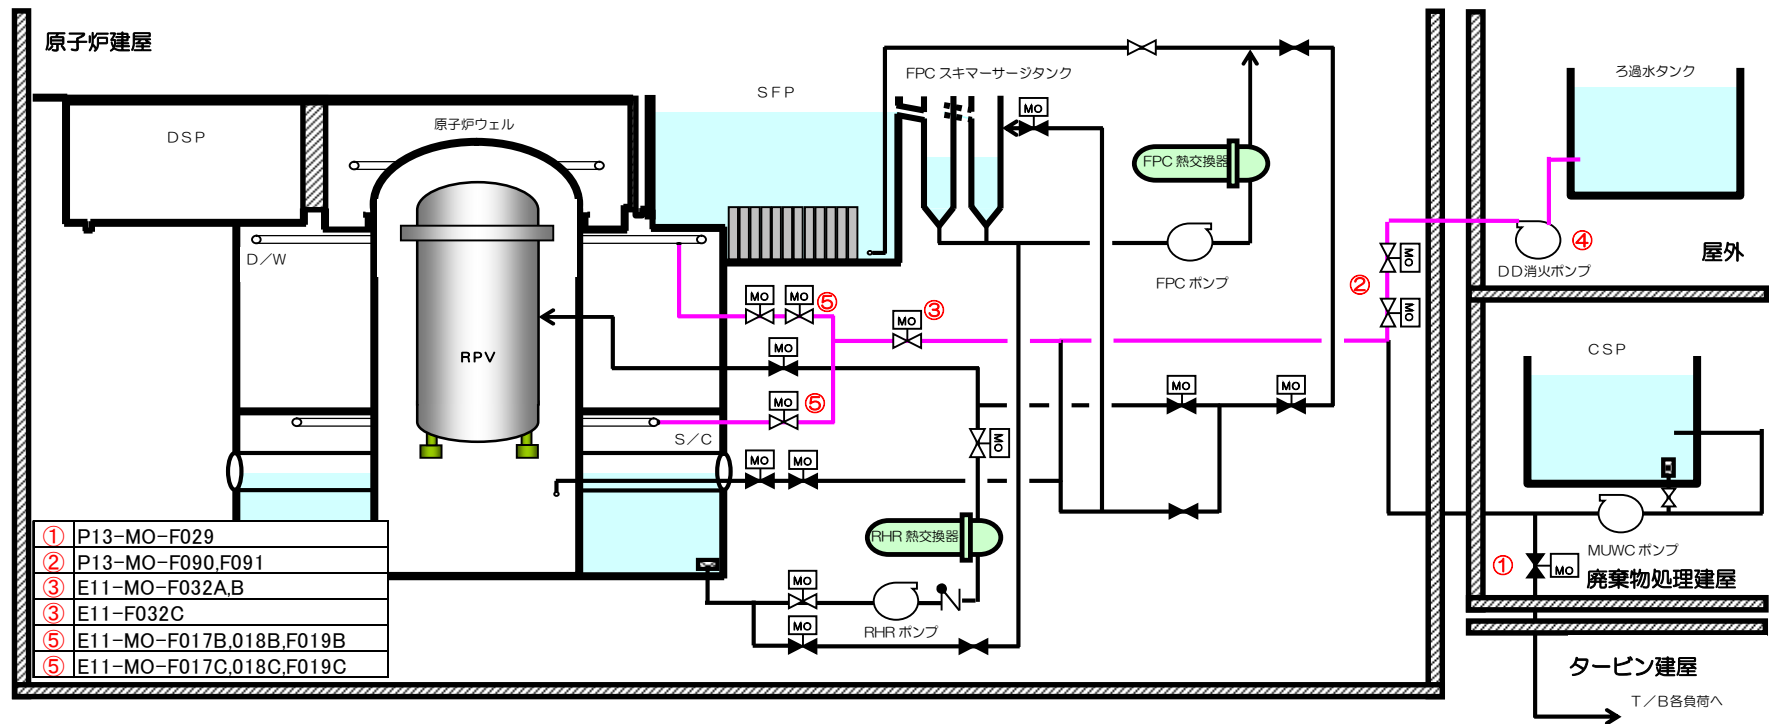 原子炉建屋
ろ過水タンク
FPC スキマーサージタンク
SFP
MO
原子炉ウェル
DSP
FPC 熱交換器
④
屋外
MO
D/W
DD消火ポンプ
②
FPC ポンプ
MO
MO
⑤
③
MO
MO
RPV
MO
CSP
MO
MO
MO
⑤
S/C
MO
MO
MO
① P13-MO-F029
② P13-MO-F090,F091
③ E11-MO-F032A,B
③ E11-F032C
⑤ E11-MO-F017B,018B,F019B
⑤ E11-MO-F017C,018C,F019C
RHR 熱交換器
MUWC ポンプ
①
MO
廃棄物処理建屋
MO
RHR ポンプ
MO
タービン建屋
T/B各負荷へ